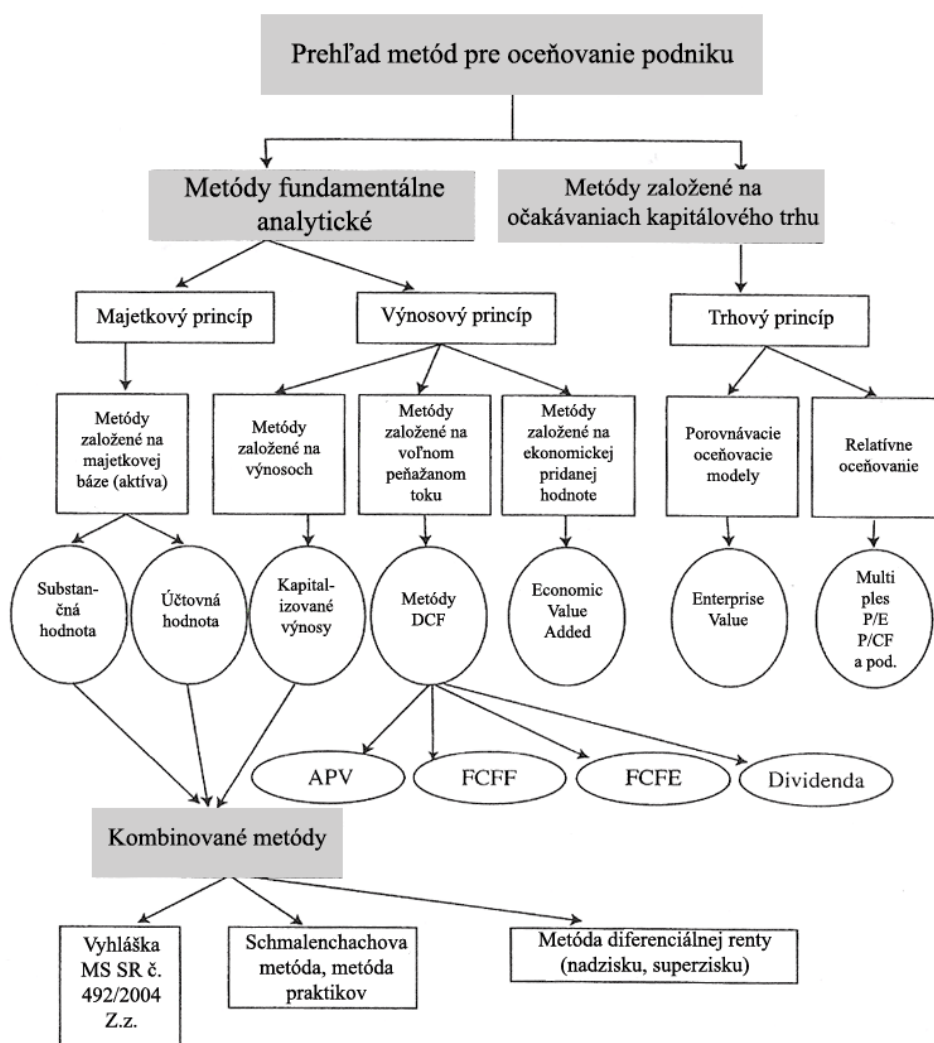 Prehľad metód pre oceňovanie podniku
Metódy fundamentálne
analytické
Metódy založené na
očakávaniach kapitálového trhu
Majetkový princíp
Výnosový princíp
Trhový princíp
Metódy
založené na
majetkovej
báze (aktíva)
Metódy
založené na
výnosoch
Metódy
založené na
voľnom
peňažanom
toku
Metódy
založené na
ekonomickej
pridanej
hodnote
Porovnávacie
oceňovacie
modely
Relatívne
oceňovanie
Substan-
čná
hodnota
Účtovná
hodnota
Kapital-
izované
výnosy
Metódy
DCF
Economic
Value
Added
Enterprise
Value
Multi
ples
P/E
P/CF
a pod.
APV
FCFF
FCFE
Dividenda
Kombinované metódy
Vyhláška
MS SR č.
492/2004
Z.z.
Schmalenchachova
metóda, metóda
praktikov
Metóda diferenciálnej renty
(nadzisku, superzisku)